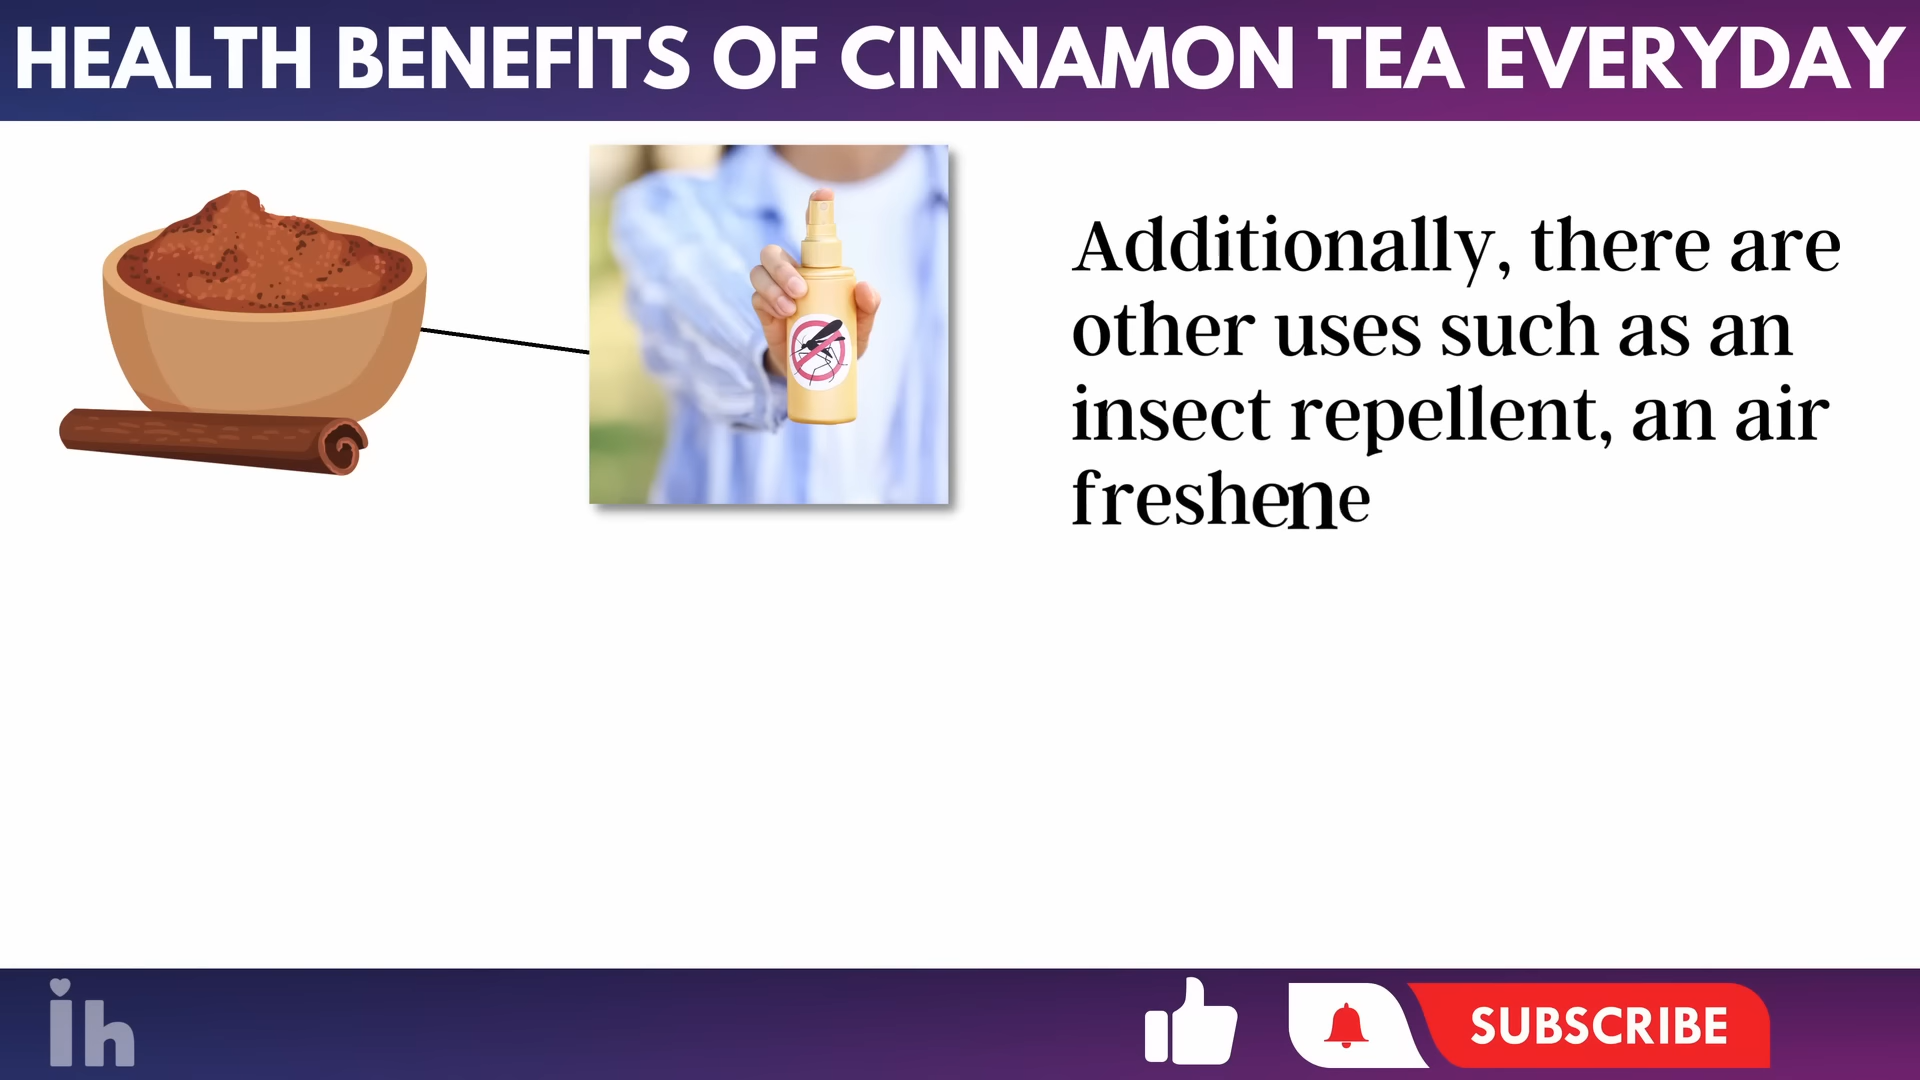 HEALTH BENEFITS OF CINNAMON TEA EVERYDAY
Additionally, there are
other uses such as an
insect repellent, an air
freshene
ih
SUBSCRIBE